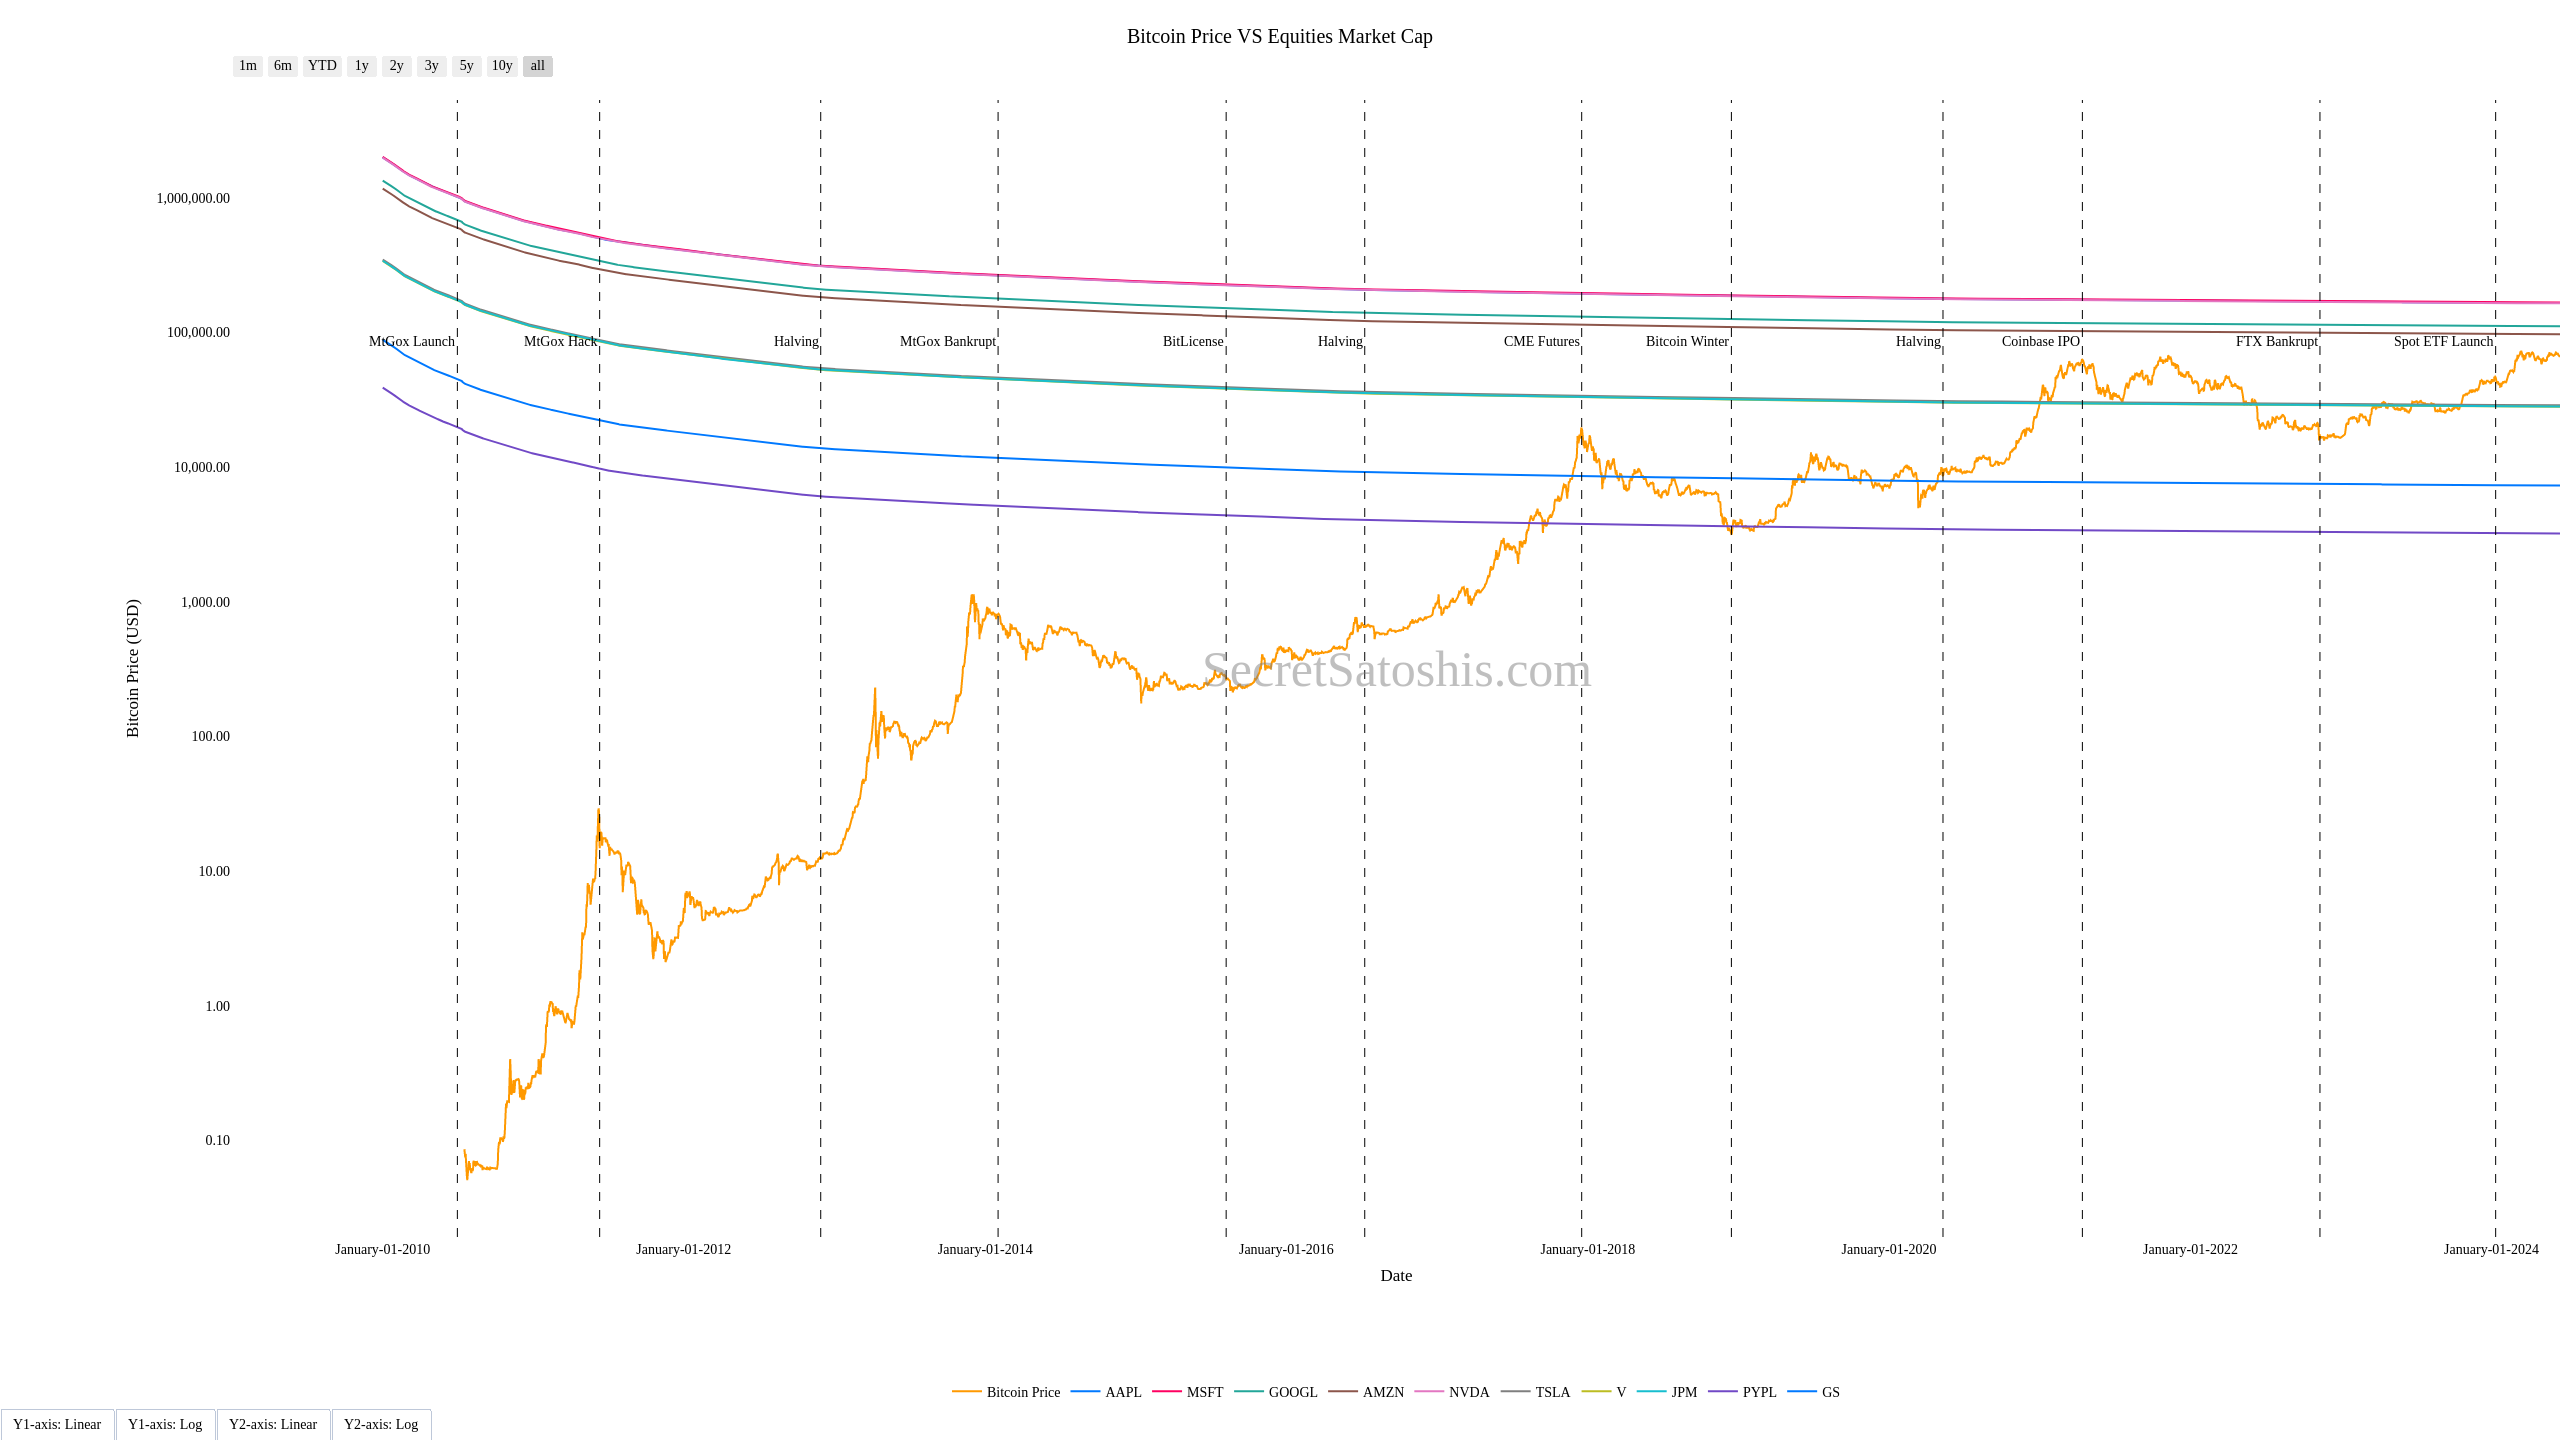 Bitcoin Price VS Equities Market Cap
1m 6m YTD 1y 2y 3y 5y 10y all
1,000,000.00
100,000.00
MtGox Launch MtGox Hack Halving MtGox Bankrupt BitLicense Halving CME Futures Bitcoin Winter Halving Coinbase IPO FTX Bankrupt Spot ETF Launch
10,000.00
1,000.00
Bitcoin Price (USD)
SecretSatoshis.com
100.00
10.00
1.00
0.10
January-01-2010 January-01-2012 January-01-2014 January-01-2016 January-01-2018 January-01-2020 January-01-2022 January-01-2024
Date
Bitcoin Price AAPL MSFT GOOGL AMZN NVDA TSLA V JPM PYPL GS
Y1-axis: Linear Y1-axis: Log Y2-axis: Linear Y2-axis: Log